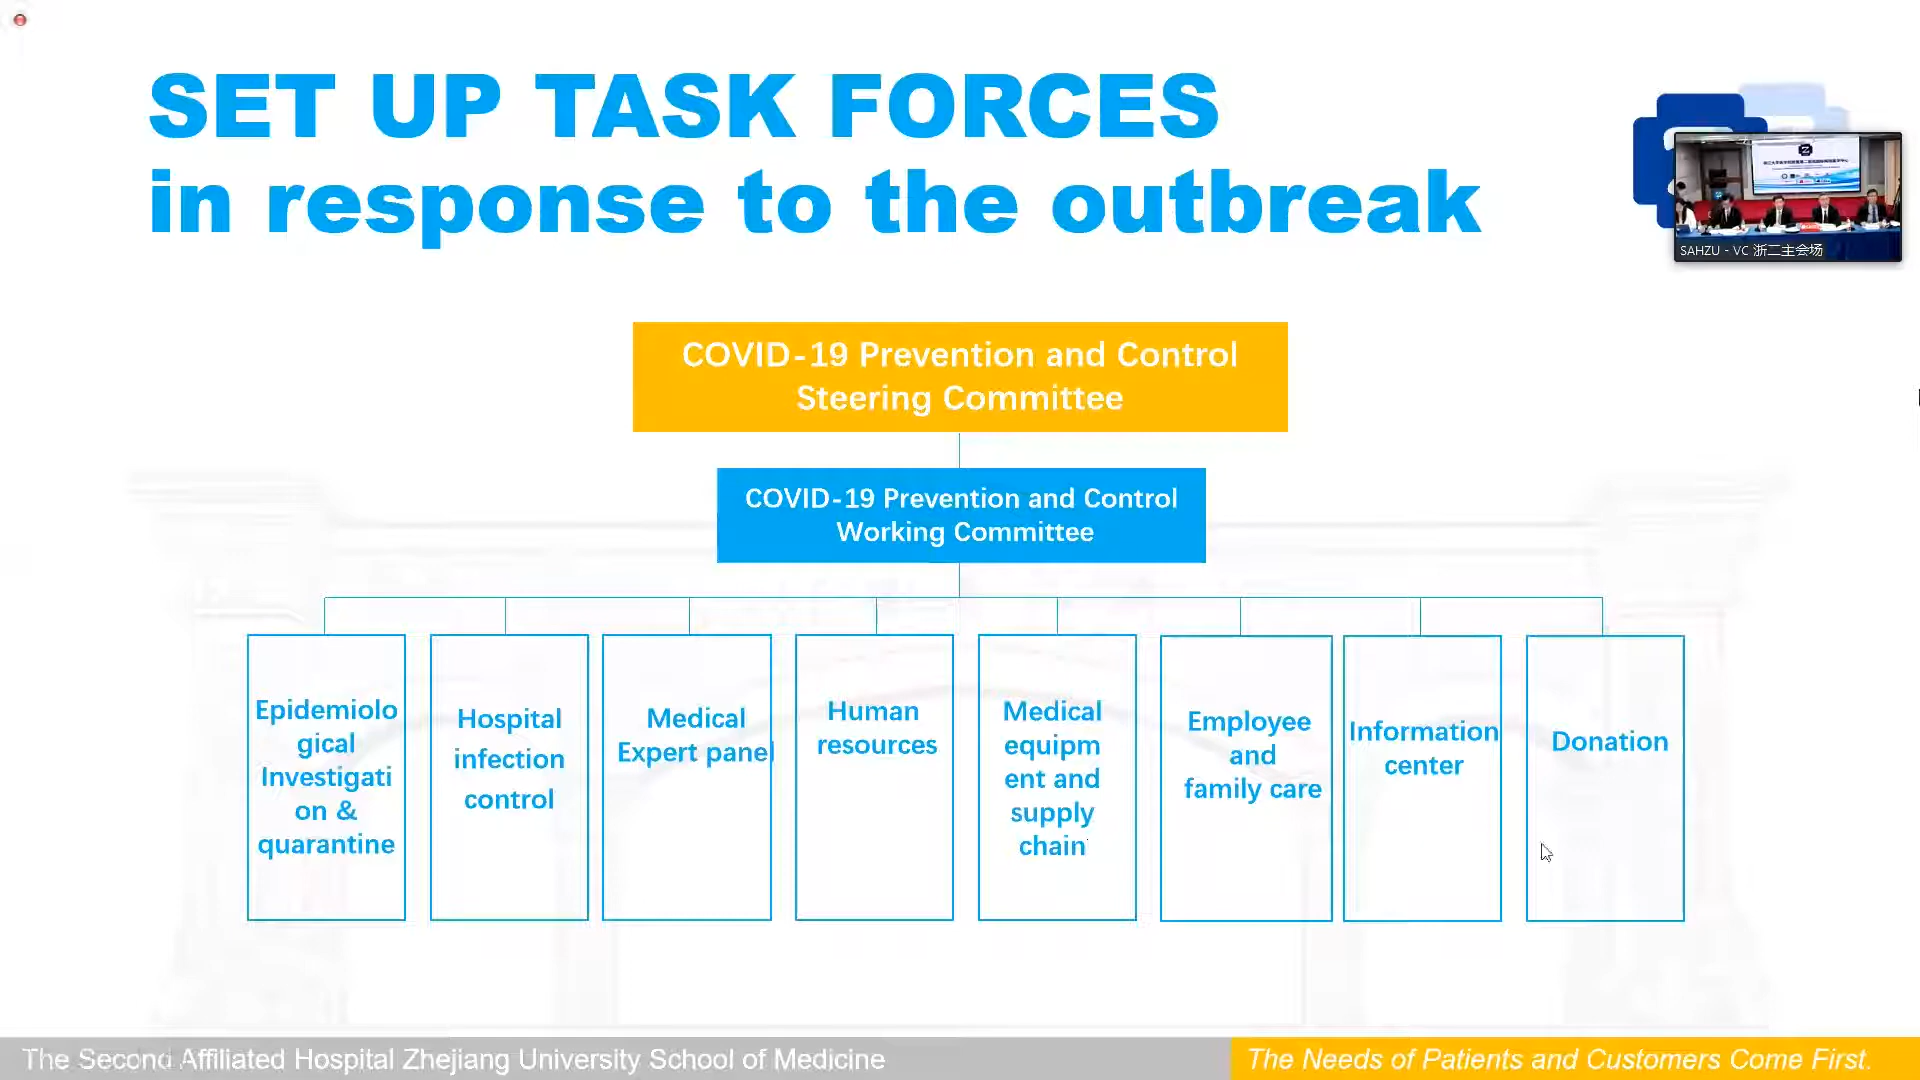 SET UP TASK FORCES
in response to the outbreak
SAHZU - VC 浙二主会场
COVID-19 Prevention and Control
Steering Committee
COVID-19 Prevention and Control
Working Committee
Epidemiolo
gical
Investigati
on &
quarantine
Hospital
infection
control
Medical
Expert panel
Human
resources
Medical
equipm
ent and
supply
chain
Employee
and
family care
Information
center
Donation
The Second Affiliated Hospital Zhejiang University School of Medicine
The Needs of Patients and Customers Come First.